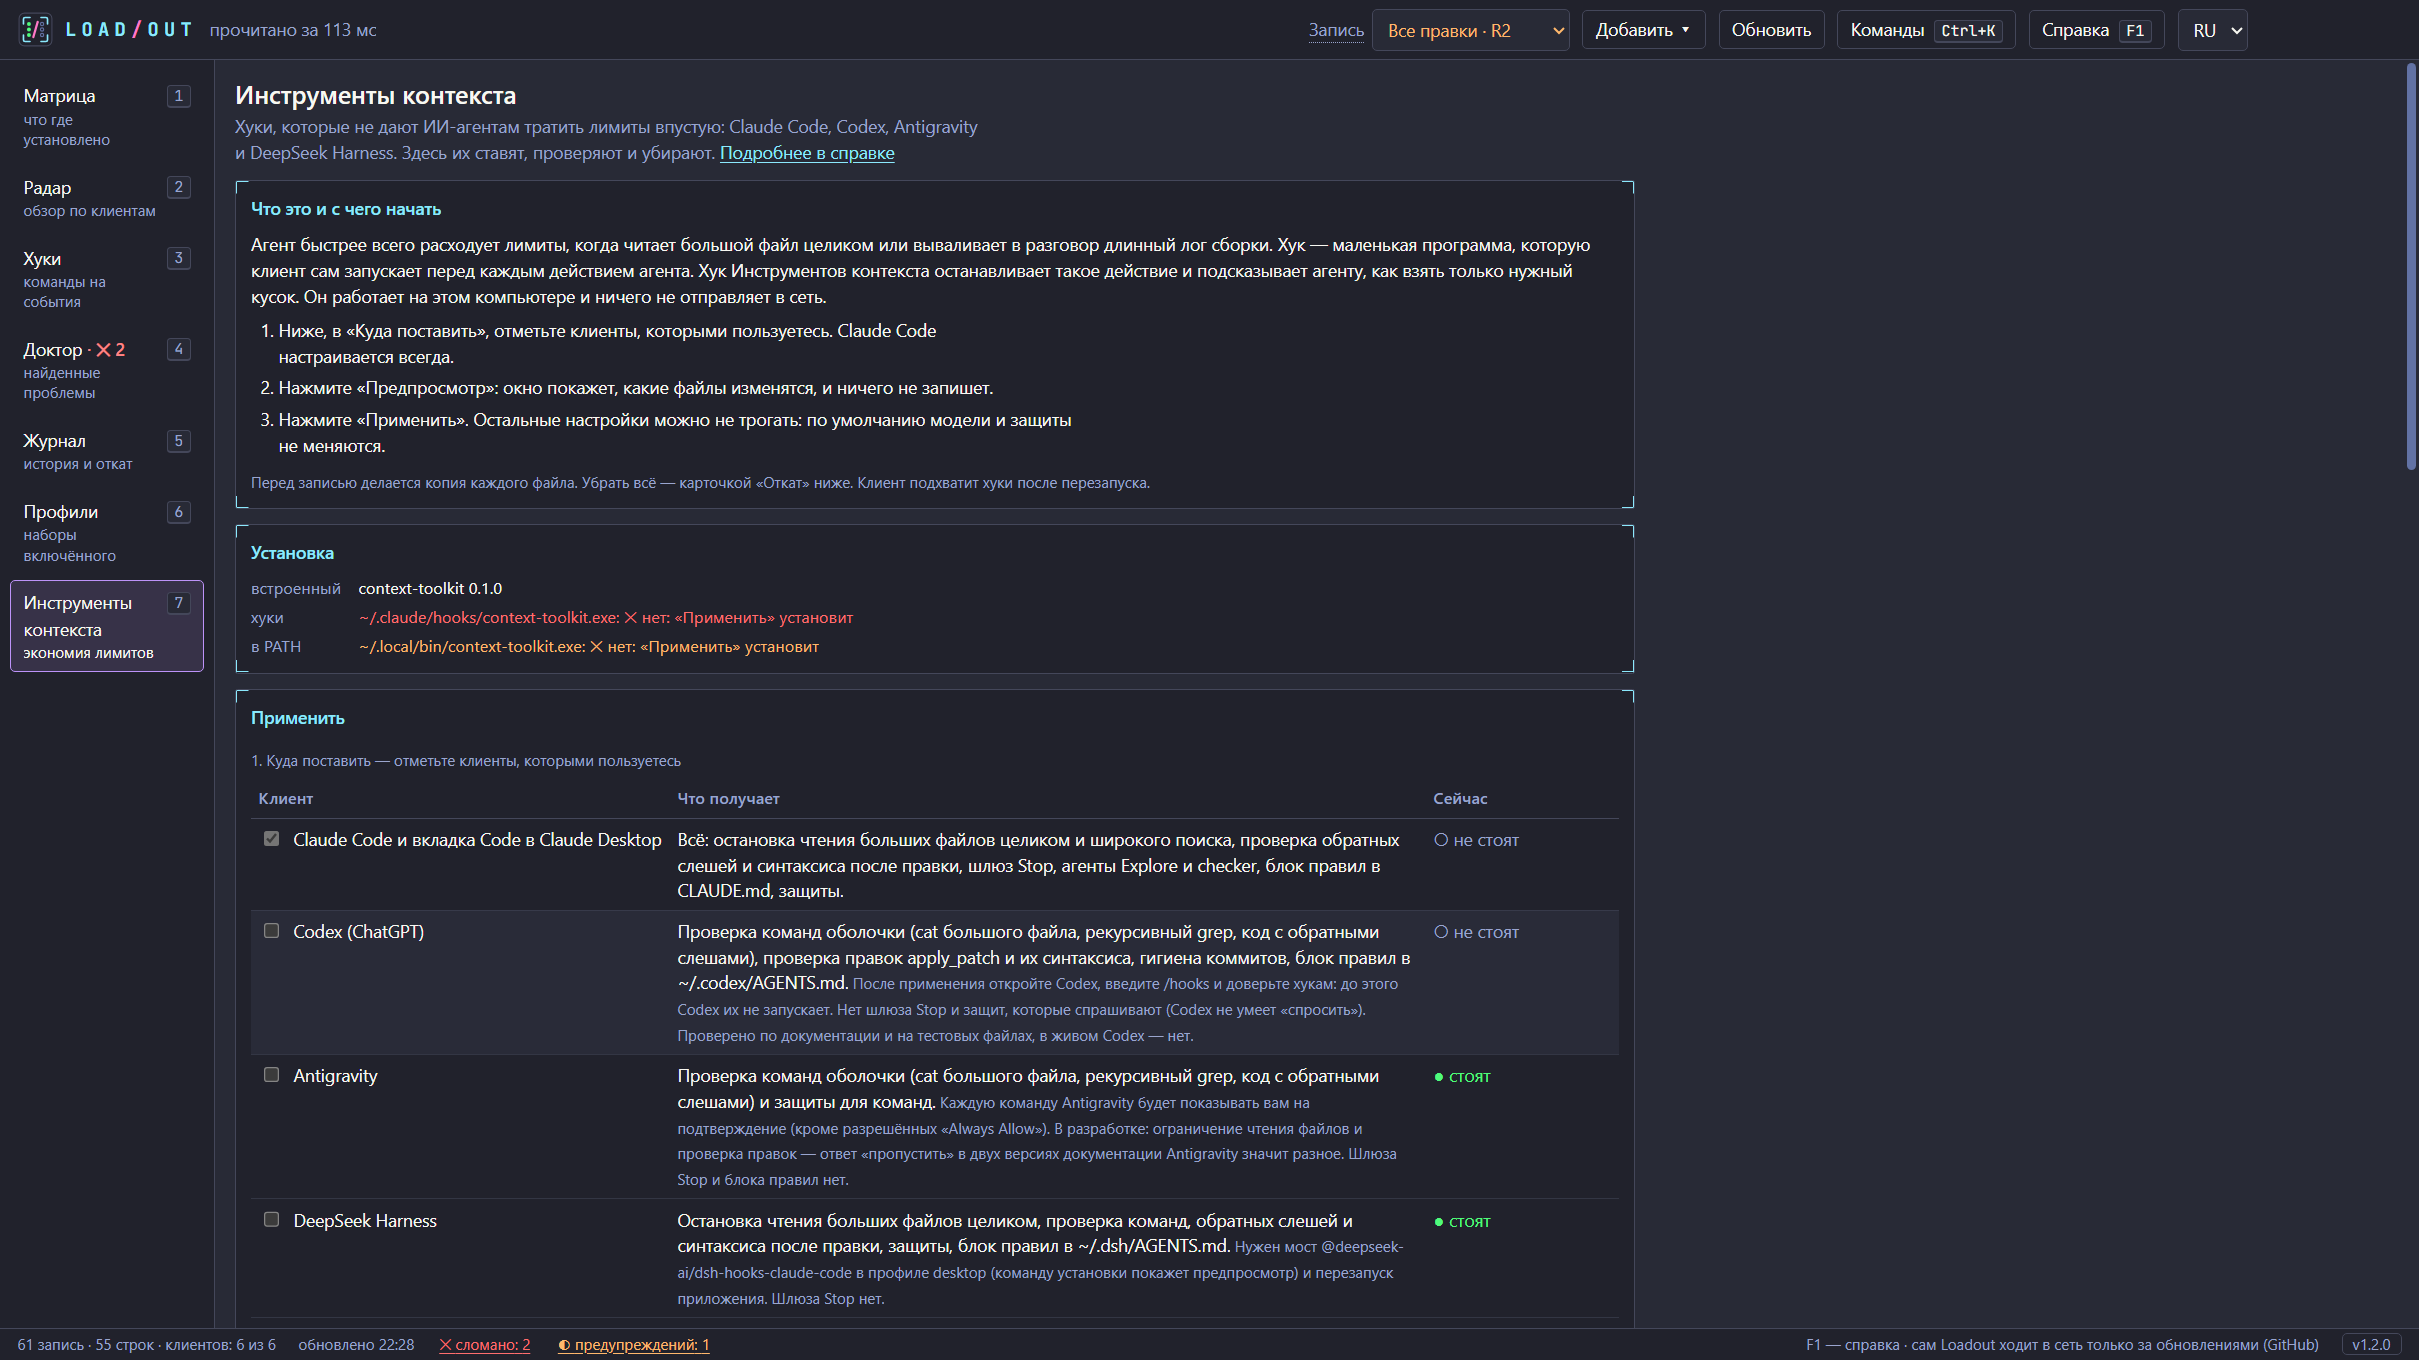 LOAD/OUT прочитано за 113 мс
Запись Все правки · R2 Добавить ▾ Обновить Команды Ctrl+K Справка F1 RU
Матрица 1
что где
установлено
Радар 2
обзор по клиентам
Хуки 3
команды на
события
Доктор · ✕ 2 4
найденные
проблемы
Журнал 5
история и откат
Профили 6
наборы
включённого
Инструменты 7
контекста
экономия лимитов
Инструменты контекста
Хуки, которые не дают ИИ-агентам тратить лимиты впустую: Claude Code, Codex, Antigravity
и DeepSeek Harness. Здесь их ставят, проверяют и убирают. Подробнее в справке
Что это и с чего начать
Агент быстрее всего расходует лимиты, когда читает большой файл целиком или вываливает в разговор длинный лог сборки. Хук — маленькая программа, которую
клиент сам запускает перед каждым действием агента. Хук Инструментов контекста останавливает такое действие и подсказывает агенту, как взять только нужный
кусок. Он работает на этом компьютере и ничего не отправляет в сеть.
1. Ниже, в «Куда поставить», отметьте клиенты, которыми пользуетесь. Claude Code
настраивается всегда.
2. Нажмите «Предпросмотр»: окно покажет, какие файлы изменятся, и ничего не запишет.
3. Нажмите «Применить». Остальные настройки можно не трогать: по умолчанию модели и защиты
не меняются.
Перед записью делается копия каждого файла. Убрать всё — карточкой «Откат» ниже. Клиент подхватит хуки после перезапуска.
Установка
встроенный context-toolkit 0.1.0
хуки ~/.claude/hooks/context-toolkit.exe: ✕ нет: «Применить» установит
в PATH ~/.local/bin/context-toolkit.exe: ✕ нет: «Применить» установит
Применить
1. Куда поставить — отметьте клиенты, которыми пользуетесь
Клиент Что получает Сейчас
Claude Code и вкладка Code в Claude Desktop Всё: остановка чтения больших файлов целиком и широкого поиска, проверка обратных ○ не стоят
слешей и синтаксиса после правки, шлюз Stop, агенты Explore и checker, блок правил в
CLAUDE.md, защиты.
Codex (ChatGPT) Проверка команд оболочки (cat большого файла, рекурсивный grep, код с обратными ○ не стоят
слешами), проверка правок apply_patch и их синтаксиса, гигиена коммитов, блок правил в
~/.codex/AGENTS.md. После применения откройте Codex, введите /hooks и доверьте хукам: до этого
Codex их не запускает. Нет шлюза Stop и защит, которые спрашивают (Codex не умеет «спросить»).
Проверено по документации и на тестовых файлах, в живом Codex — нет.
Antigravity Проверка команд оболочки (cat большого файла, рекурсивный grep, код с обратными ● стоят
слешами) и защиты для команд. Каждую команду Antigravity будет показывать вам на
подтверждение (кроме разрешённых «Always Allow»). В разработке: ограничение чтения файлов и
проверка правок — ответ «пропустить» в двух версиях документации Antigravity значит разное. Шлюза
Stop и блока правил нет.
DeepSeek Harness Остановка чтения больших файлов целиком, проверка команд, обратных слешей и ● стоят
синтаксиса после правки, защиты, блок правил в ~/.dsh/AGENTS.md. Нужен мост @deepseek-
ai/dsh-hooks-claude-code в профиле desktop (команду установки покажет предпросмотр) и перезапуск
приложения. Шлюза Stop нет.
61 запись · 55 строк · клиентов: 6 из 6 обновлено 22:28 ✕ сломано: 2 ◐ предупреждений: 1
F1 — справка · сам Loadout ходит в сеть только за обновлениями (GitHub) v1.2.0